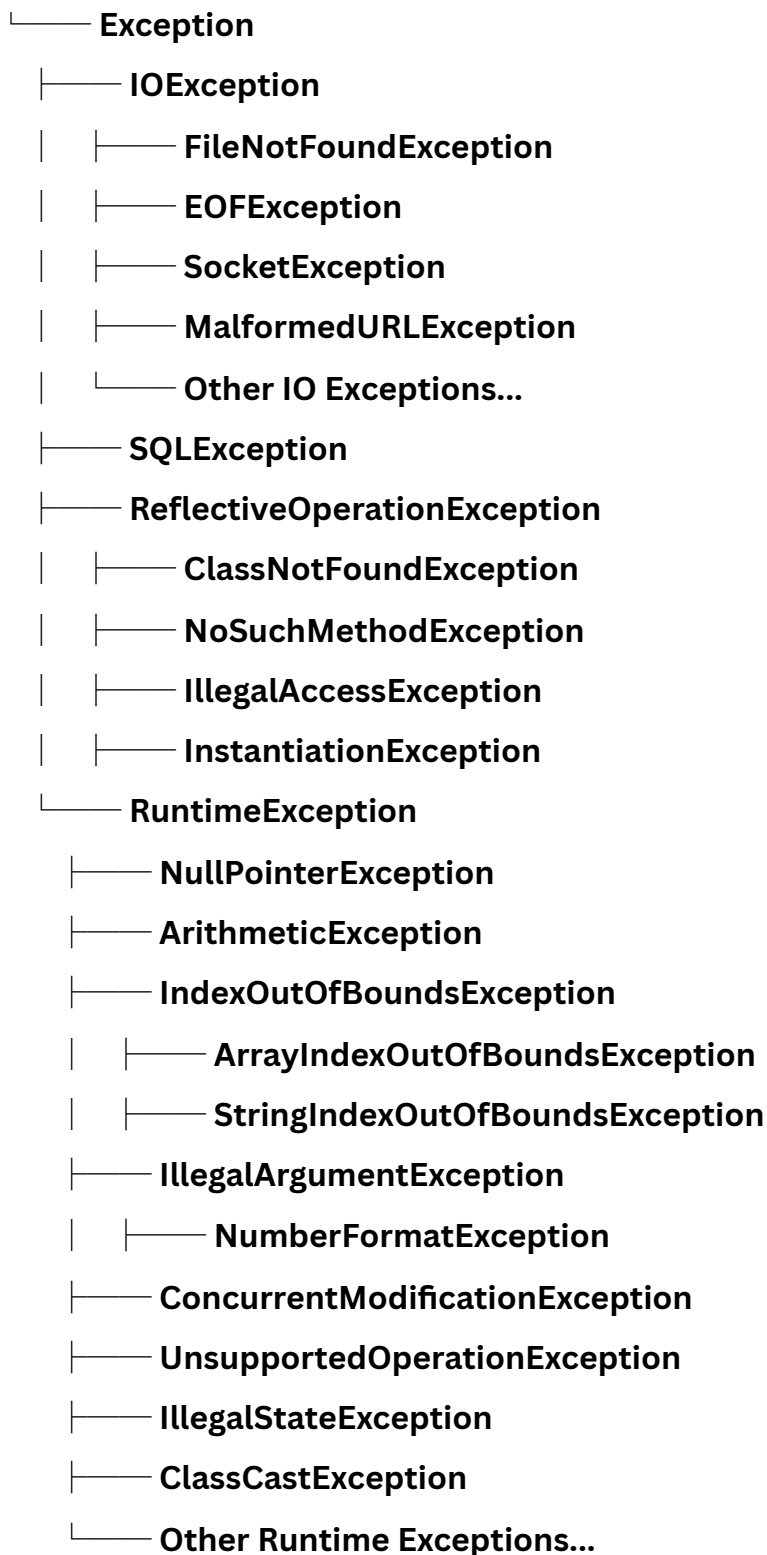 Exception
IOException
FileNotFoundException
EOFException
SocketException
MalformedURLException
Other IO Exceptions...
SQLException
ReflectiveOperationException
ClassNotFoundException
NoSuchMethodException
IllegalAccessException
InstantiationException
RuntimeException
NullPointerException
ArithmeticException
IndexOutOfBoundsException
ArrayIndexOutOfBoundsException
StringIndexOutOfBoundsException
IllegalArgumentException
NumberFormatException
ConcurrentModificationException
UnsupportedOperationException
IllegalStateException
ClassCastException
Other Runtime Exceptions...